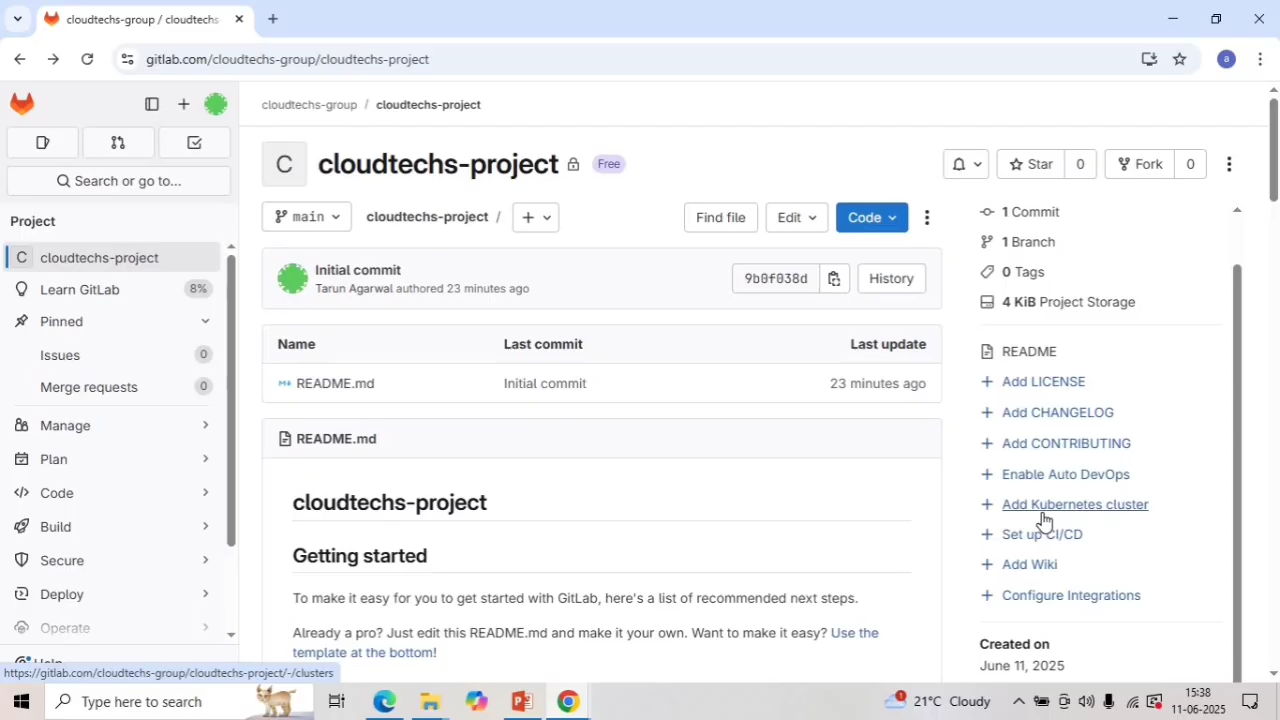 cloudtechs-group / cloudtechs
gitlab.com/cloudtechs-group/cloudtechs-project
a
cloudtechs-group / cloudtechs-project
Search or go to...
Project
C cloudtechs-project
Learn GitLab 8%
Pinned
Issues 0
Merge requests 0
Manage
Plan
Code
Build
Secure
Deploy
Operate
Help
C cloudtechs-project Free
Star 0
Fork 0
main
cloudtechs-project /
Find file
Edit
Code
Initial commit
Tarun Agarwal authored 23 minutes ago
9b0f038d
History
Name Last commit Last update
README.md Initial commit 23 minutes ago
README.md
cloudtechs-project
Getting started
To make it easy for you to get started with GitLab, here's a list of recommended next steps.
Already a pro? Just edit this README.md and make it your own. Want to make it easy? Use the
template at the bottom!
1 Commit
1 Branch
0 Tags
4 KiB Project Storage
README
Add LICENSE
Add CHANGELOG
Add CONTRIBUTING
Enable Auto DevOps
Add Kubernetes cluster
Set up CI/CD
Add Wiki
Configure Integrations
Created on
June 11, 2025
https://gitlab.com/cloudtechs-group/cloudtechs-project/-/clusters
Type here to search
21°C Cloudy
15:38
11-06-2025